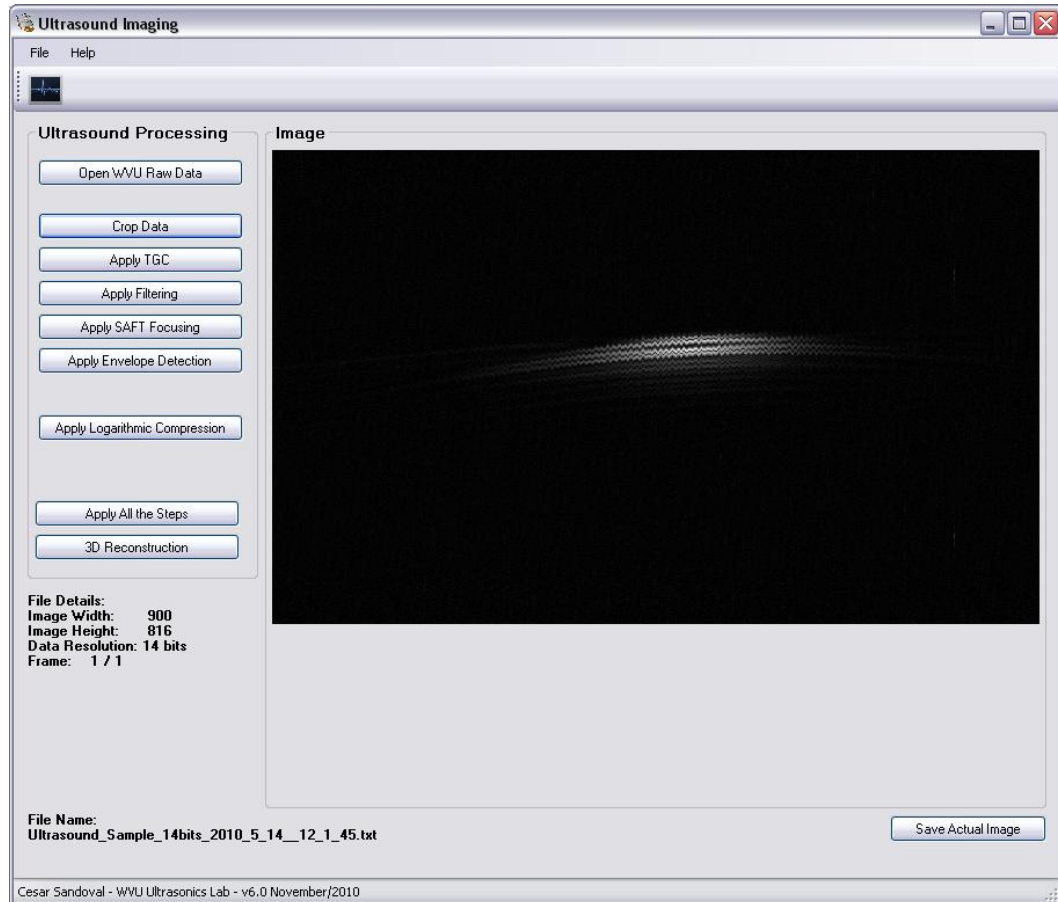 Ultrasound Imaging
File Help
Ultrasound Processing
Open WVU Raw Data
Crop Data
Apply TGC
Apply Filtering
Apply SAFT Focusing
Apply Envelope Detection
Apply Logarithmic Compression
Apply All the Steps
3D Reconstruction
Image
File Details:
Image Width: 900
Image Height: 816
Data Resolution: 14 bits
Frame: 1 / 1
File Name:
Ultrasound_Sample_14bits_2010_5_14__12_1_45.txt
Save Actual Image
Cesar Sandoval - WVU Ultrasonics Lab - v6.0 November/2010